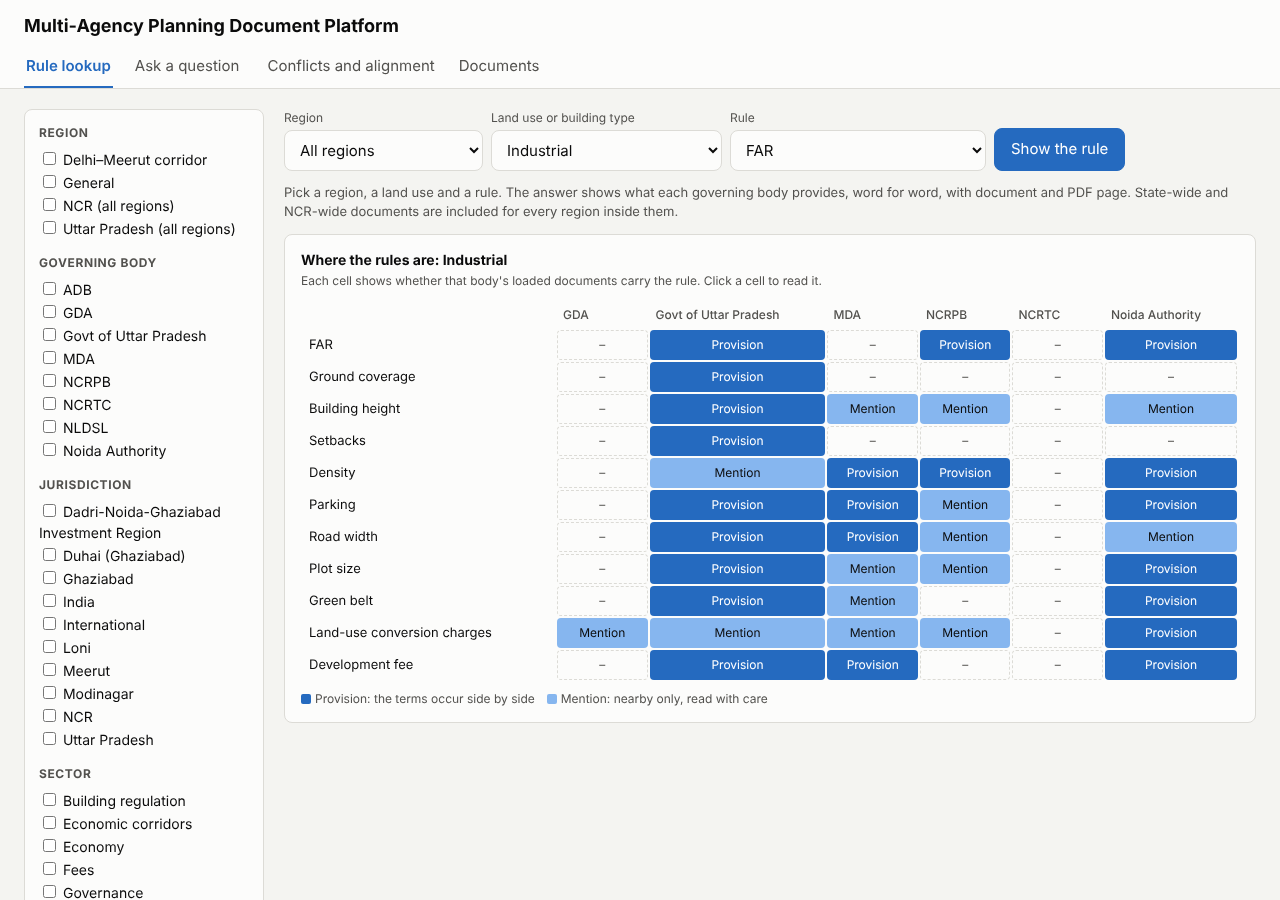 Multi-Agency Planning Document Platform
Rule lookup Ask a question Conflicts and alignment Documents
REGION
Delhi–Meerut corridor
General
NCR (all regions)
Uttar Pradesh (all regions)
GOVERNING BODY
ADB
GDA
Govt of Uttar Pradesh
MDA
NCRPB
NCRTC
NLDSL
Noida Authority
JURISDICTION
Dadri-Noida-Ghaziabad
Investment Region
Duhai (Ghaziabad)
Ghaziabad
India
International
Loni
Meerut
Modinagar
NCR
Uttar Pradesh
SECTOR
Building regulation
Economic corridors
Economy
Fees
Governance
Region Land use or building type Rule
All regions Industrial FAR Show the rule
Pick a region, a land use and a rule. The answer shows what each governing body provides, word for word, with document and PDF page. State-wide and
NCR-wide documents are included for every region inside them.
Where the rules are: Industrial
Each cell shows whether that body's loaded documents carry the rule. Click a cell to read it.
GDA Govt of Uttar Pradesh MDA NCRPB NCRTC Noida Authority
FAR – Provision – Provision – Provision
Ground coverage – Provision – – – –
Building height – Provision Mention Mention – Mention
Setbacks – Provision – – – –
Density – Mention Provision Provision – Provision
Parking – Provision Provision Mention – Provision
Road width – Provision Provision Mention – Mention
Plot size – Provision Mention Mention – Provision
Green belt – Provision Mention – – Provision
Land-use conversion charges Mention Mention Mention Mention – Provision
Development fee – Provision Provision – – Provision
Provision: the terms occur side by side Mention: nearby only, read with care